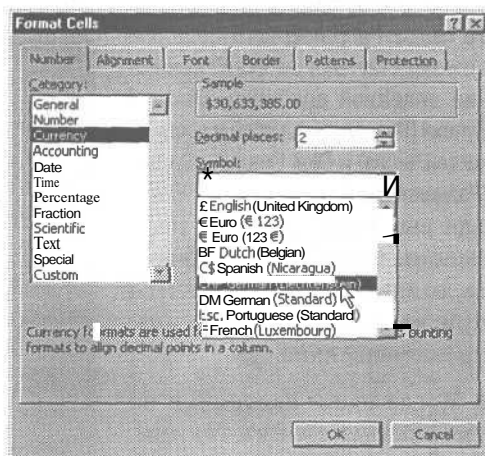 Format Cells
Number Alignment Font Border Patterns Protection
Category:
General
Number
Currency
Accounting
Date
Time
Percentage
Fraction
Scientific
Text
Special
Custom
Sample
$30,633,385.00
Decimal places: 2
Symbol:
*
И
£ English (United Kingdom)
€ Euro (€ 123)
€ Euro (123 €)
BF Dutch (Belgian)
C$ Spanish (Nicaragua)
German (Liechtenstein)
DM German (Standard)
Esc. Portuguese (Standard)
F French (Luxembourg)
Currency formats are used
formats to align decimal points in a column.
OK Cancel